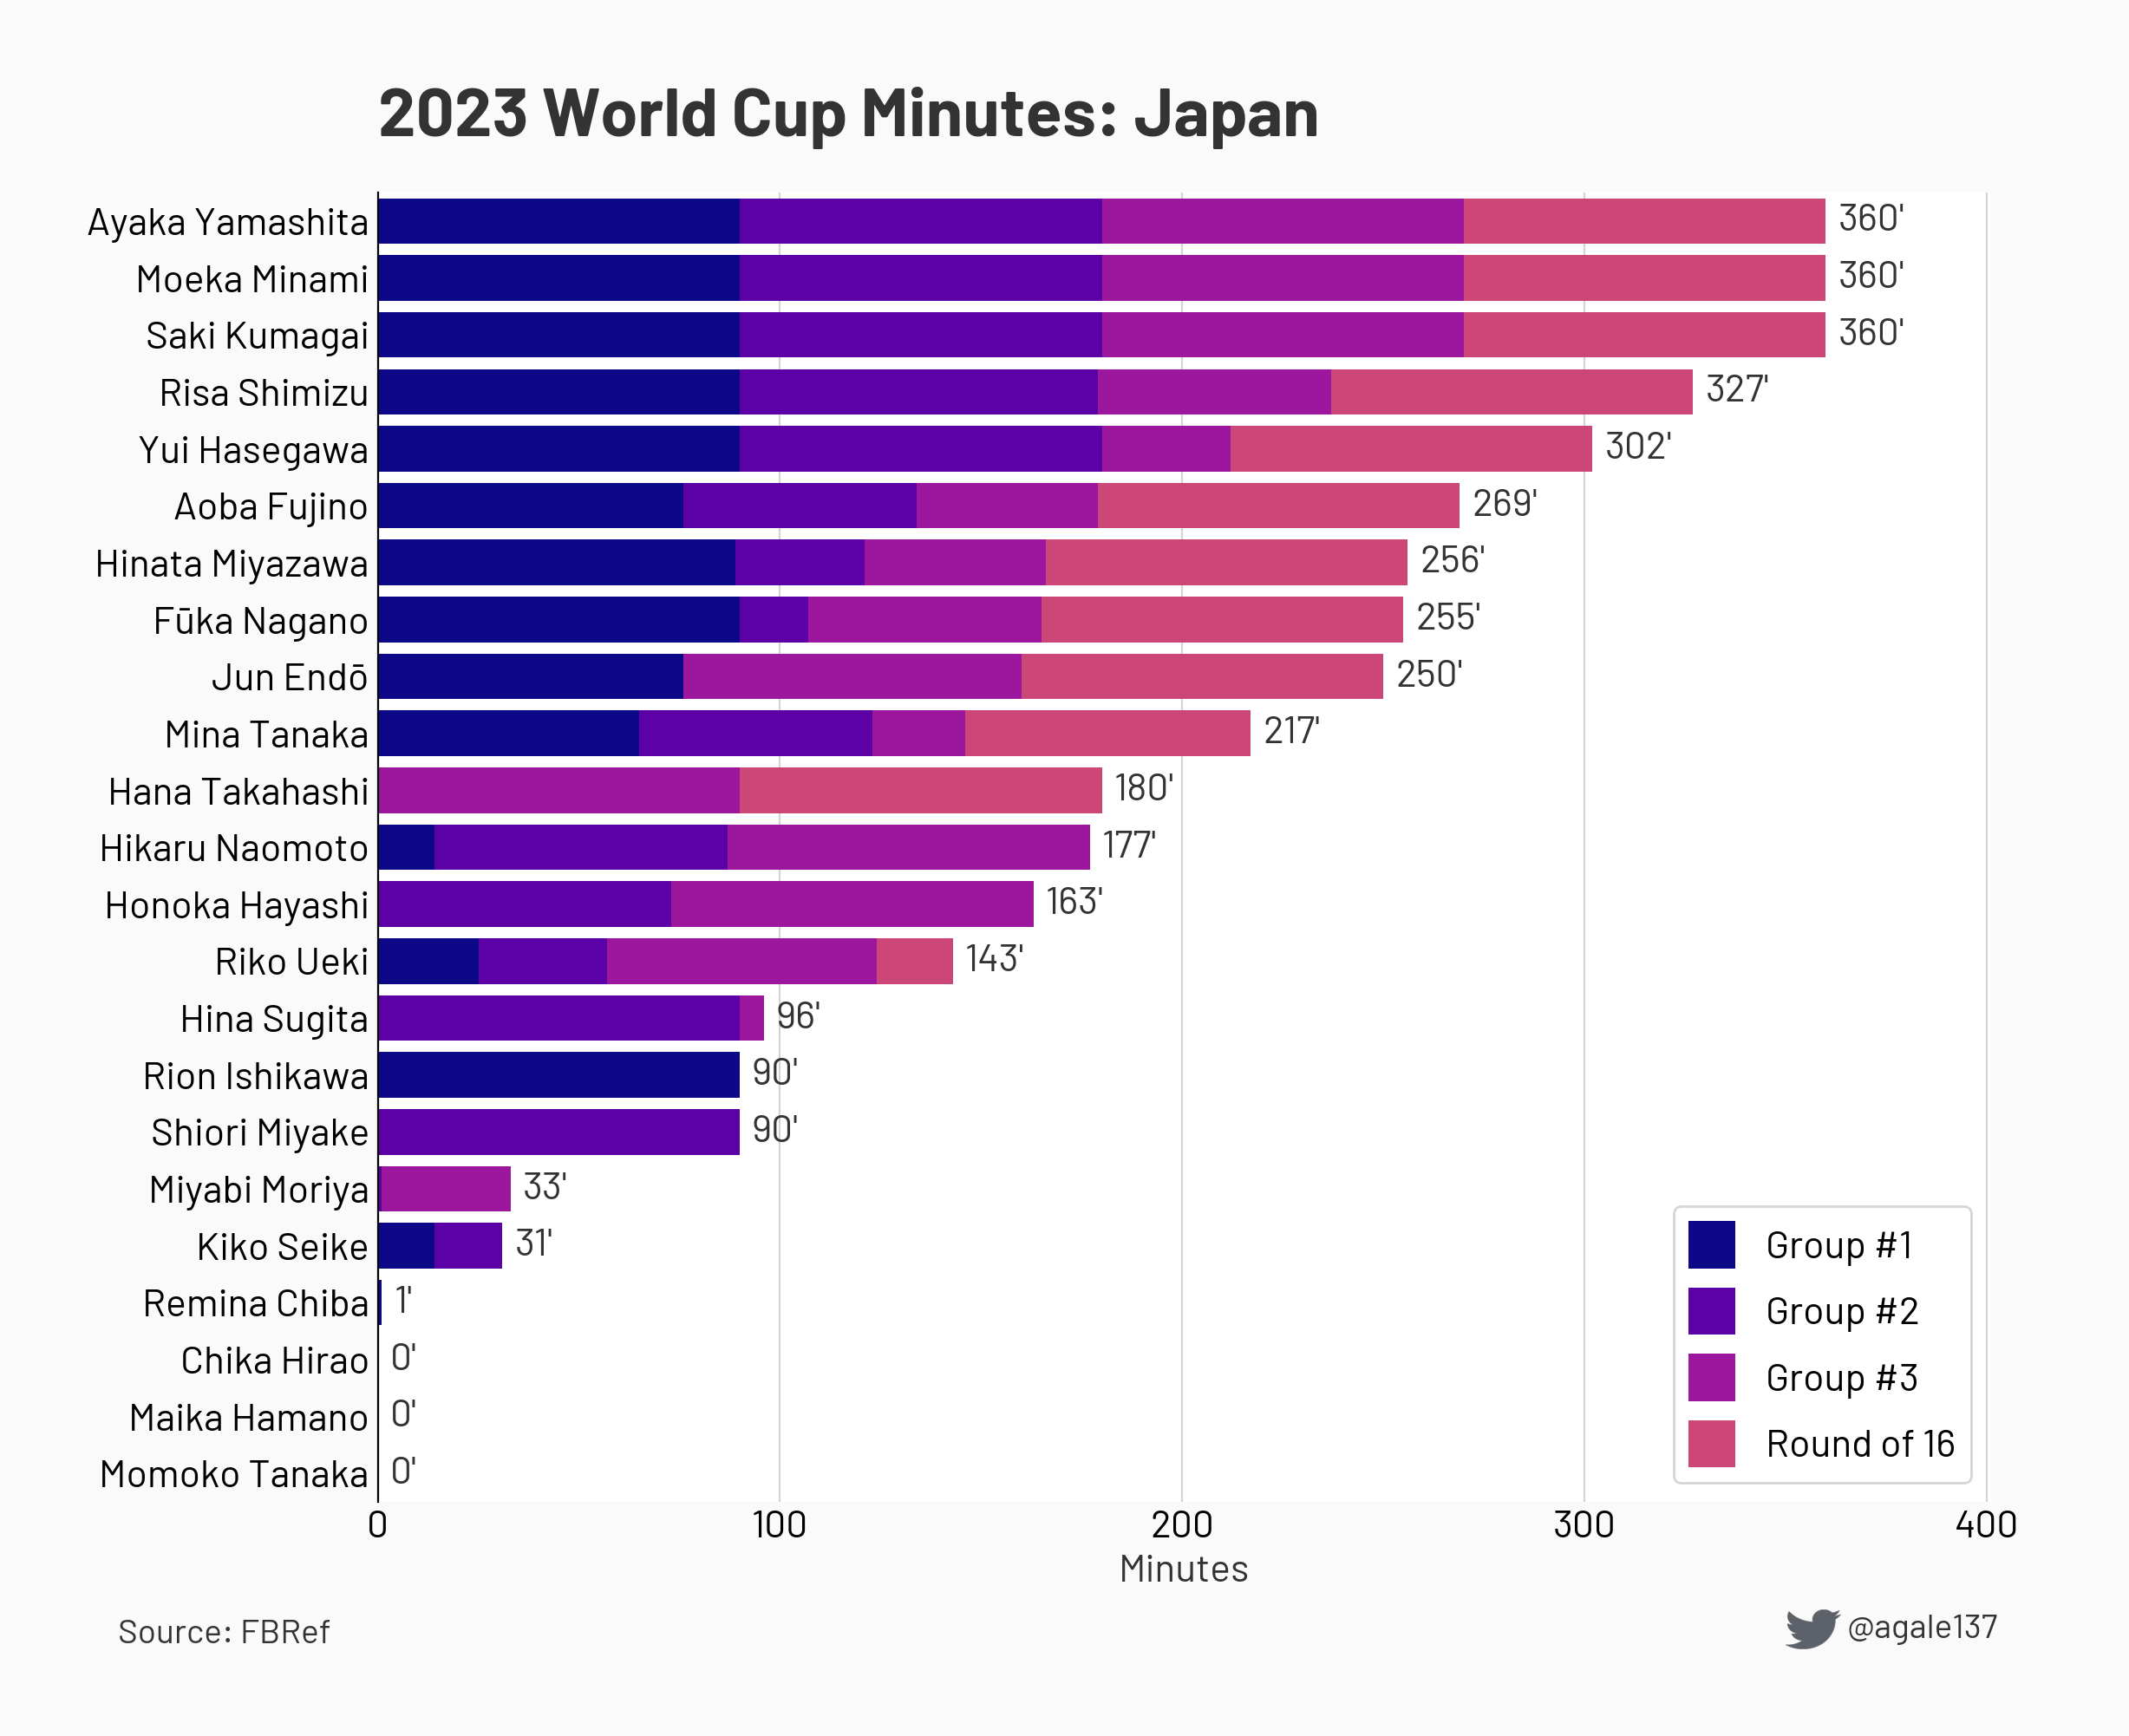 2023 World Cup Minutes: Japan
Ayaka Yamashita 360'
Moeka Minami 360'
Saki Kumagai 360'
Risa Shimizu 327'
Yui Hasegawa 302'
Aoba Fujino 269'
Hinata Miyazawa 256'
Fūka Nagano 255'
Jun Endō 250'
Mina Tanaka 217'
Hana Takahashi 180'
Hikaru Naomoto 177'
Honoka Hayashi 163'
Riko Ueki 143'
Hina Sugita 96'
Rion Ishikawa 90'
Shiori Miyake 90'
Miyabi Moriya 33'
Kiko Seike 31'
Remina Chiba 1'
Chika Hirao 0'
Maika Hamano 0'
Momoko Tanaka 0'
Group #1
Group #2
Group #3
Round of 16
0 100 200 300 400
Minutes
Source: FBRef
@agale137